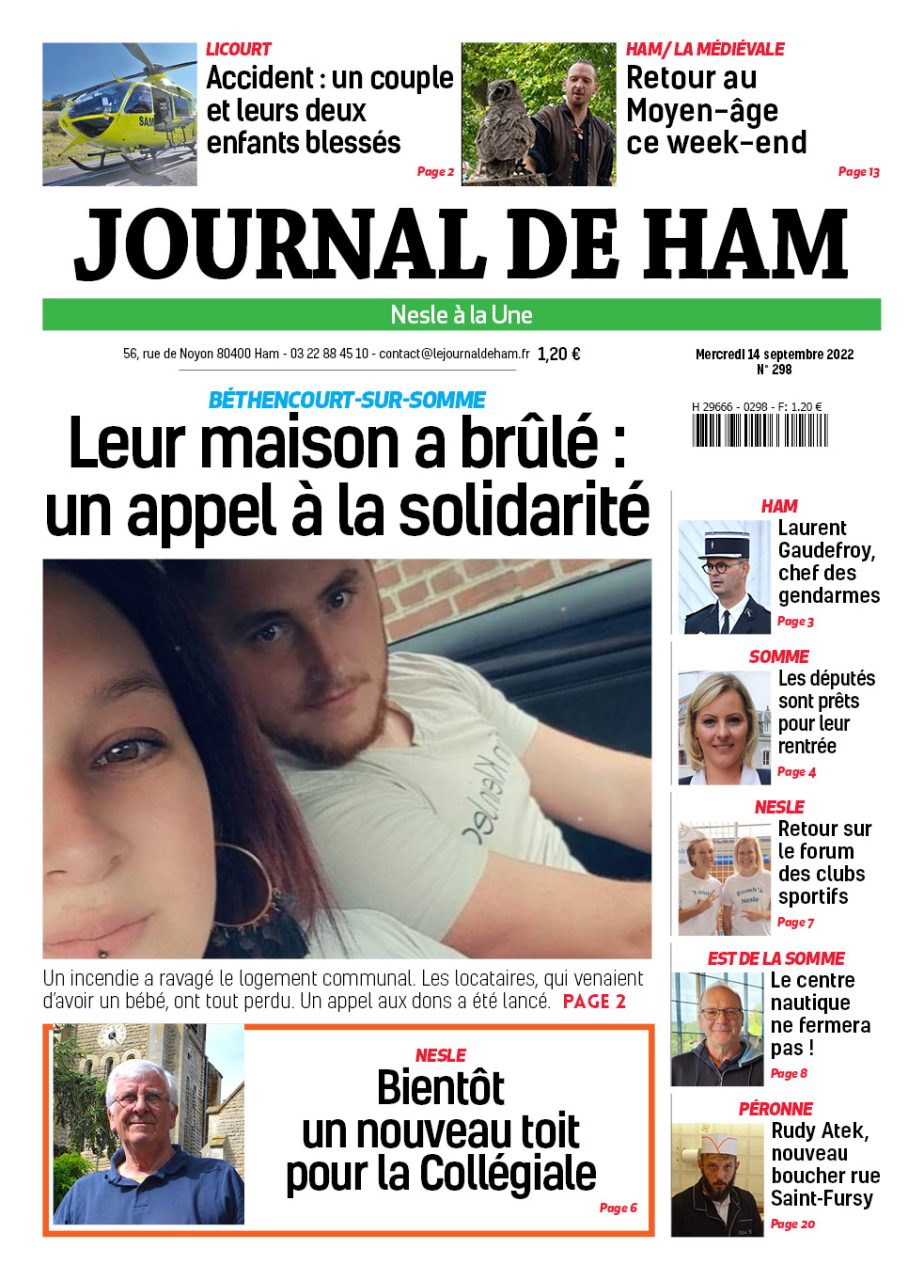 LICOURT
Accident : un couple
et leurs deux
enfants blessés
Page 2
SAM
HAM/ LA MÉDIÉVALE
Retour au
Moyen-âge
ce week-end
Page 13
JOURNAL DE HAM
Nesle à la Une
56, rue de Noyon 80400 Ham - 03 22 88 45 10 - contact@lejournaldeham.fr 1,20 €
Mercredi 14 septembre 2022
N° 298
H 29666 - 0298 - F: 1.20 €
BÉTHENCOURT-SUR-SOMME
Leur maison a brûlé :
un appel à la solidarité
Un incendie a ravagé le logement communal. Les locataires, qui venaient
d’avoir un bébé, ont tout perdu. Un appel aux dons a été lancé. PAGE 2
NESLE
Bientôt
un nouveau toit
pour la Collégiale
Page 6
HAM
Laurent
Gaudefroy,
chef des
gendarmes
Page 3
SOMME
Les députés
sont prêts
pour leur
rentrée
Page 4
NESLE
Retour sur
le forum
des clubs
sportifs
Page 7
Zumb'a
Nesle
EST DE LA SOMME
Le centre
nautique
ne fermera
pas !
Page 8
PÉRONNE
Rudy Atek,
nouveau
boucher rue
Saint-Fursy
Page 20